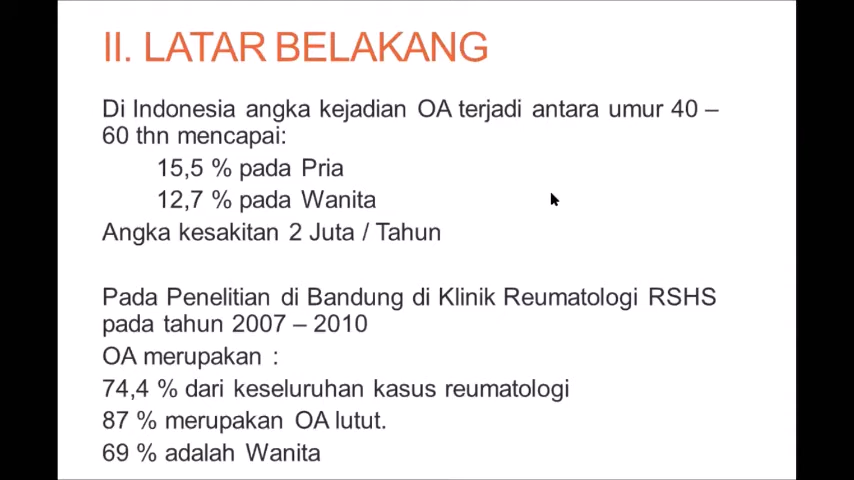 II. LATAR BELAKANG
Di Indonesia angka kejadian OA terjadi antara umur 40 –
60 thn mencapai:
15,5 % pada Pria
12,7 % pada Wanita
Angka kesakitan 2 Juta / Tahun
Pada Penelitian di Bandung di Klinik Reumatologi RSHS
pada tahun 2007 – 2010
OA merupakan :
74,4 % dari keseluruhan kasus reumatologi
87 % merupakan OA lutut.
69 % adalah Wanita